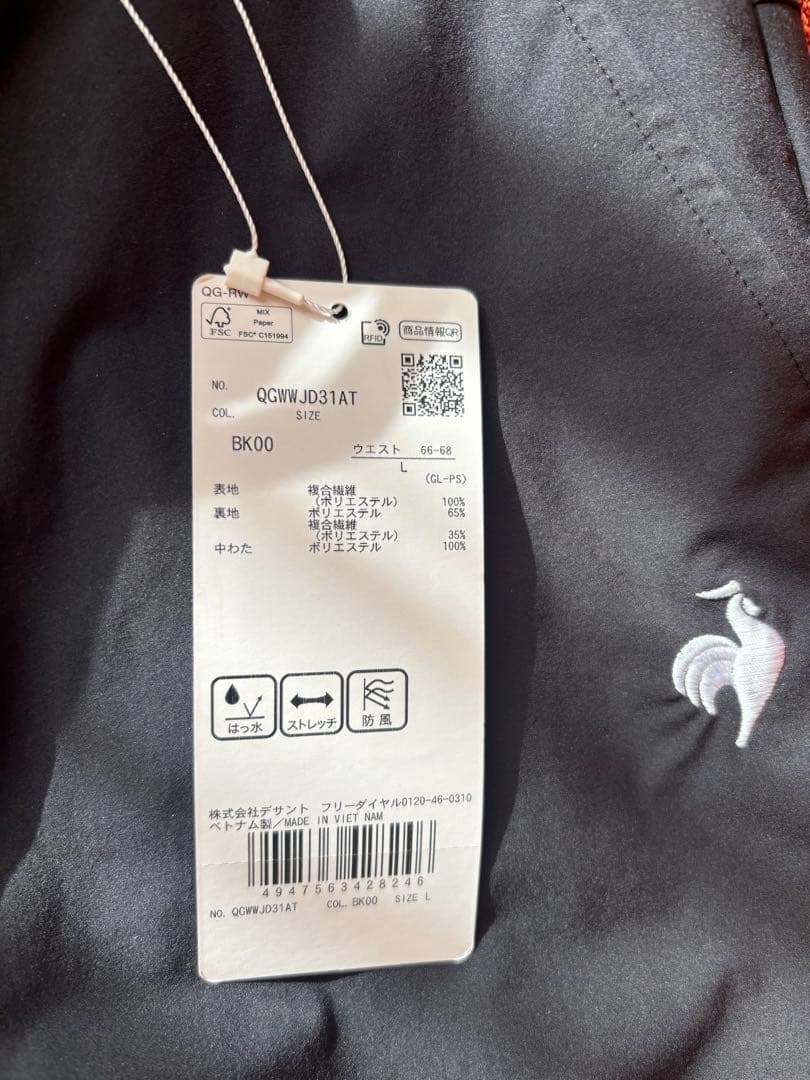 QG-RW
FSC
MIX
Paper
FSC® C151994
RFID
商品情報QR
NO. QGWWJD31AT
COL. SIZE
BK00 ウエスト 66-68
L
(GL-PS)
表地 複合繊維
(ポリエステル) 100%
裏地 ポリエステル 65%
複合繊維
(ポリエステル) 35%
中わた ポリエステル 100%
はっ水 ストレッチ 防風
株式会社デサント フリーダイヤル0120-46-0310
ベトナム製/MADE IN VIET NAM
4947563428246
NO. QGWWJD31AT COL. BK00 SIZE L